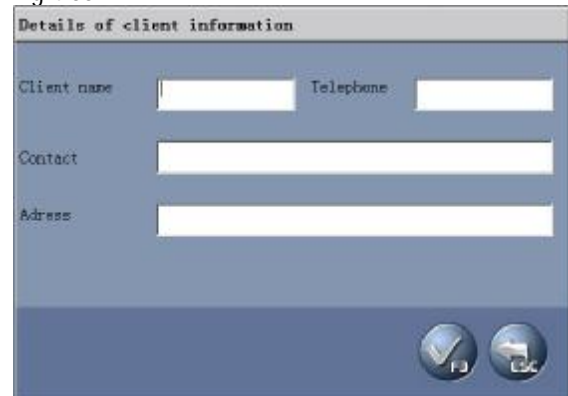 Details of client information
Client name Telephone
Contact
Adress
F3 ESC